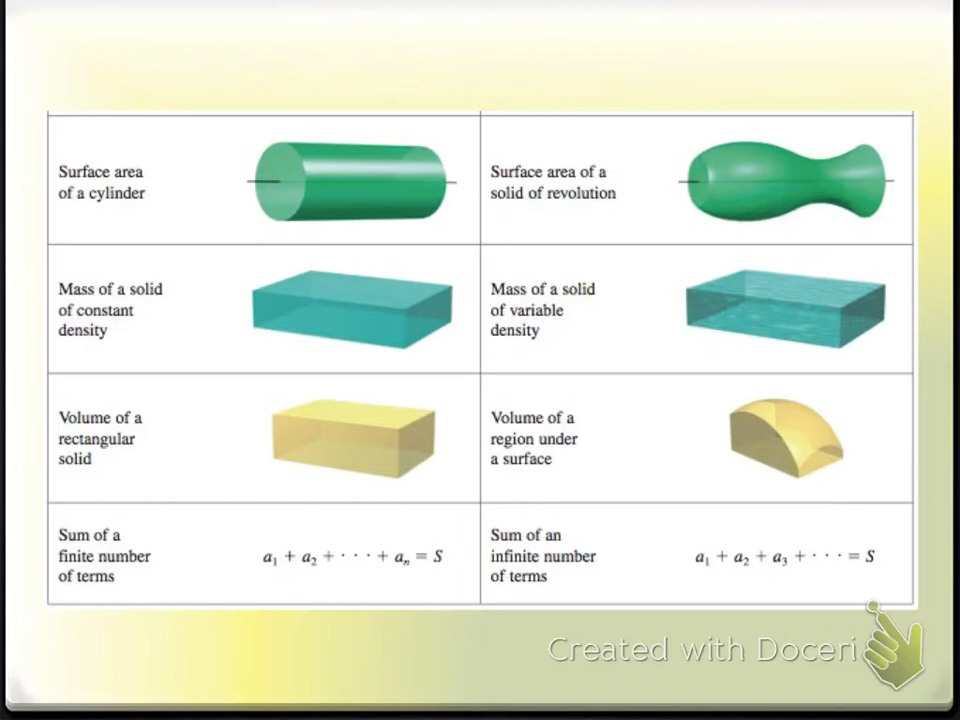 Surface area
of a cylinder
Surface area of a
solid of revolution
Mass of a solid
of constant
density
Mass of a solid
of variable
density
Volume of a
rectangular
solid
Volume of a
region under
a surface
Sum of a
finite number
of terms
a₁ + a₂ + · · · + aₙ = S
Sum of an
infinite number
of terms
a₁ + a₂ + a₃ + · · · = S
Created with Doceri